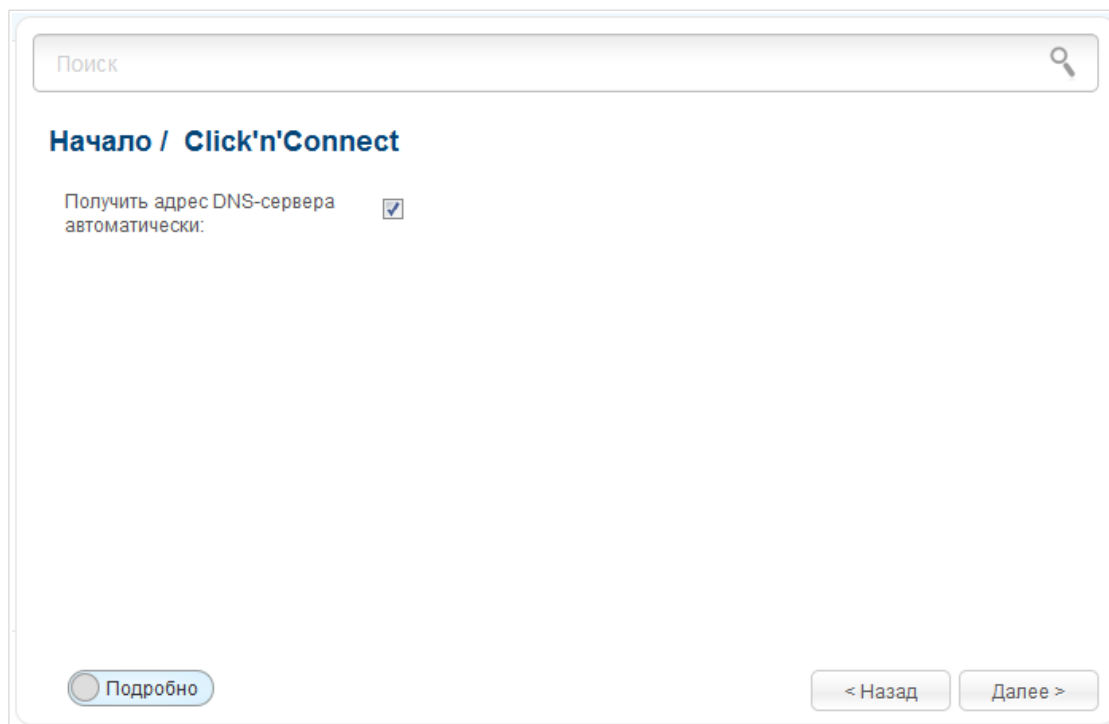 Поиск
Начало / Click'n'Connect
Получить адрес DNS-сервера
автоматически:
Подробно
< Назад
Далее >